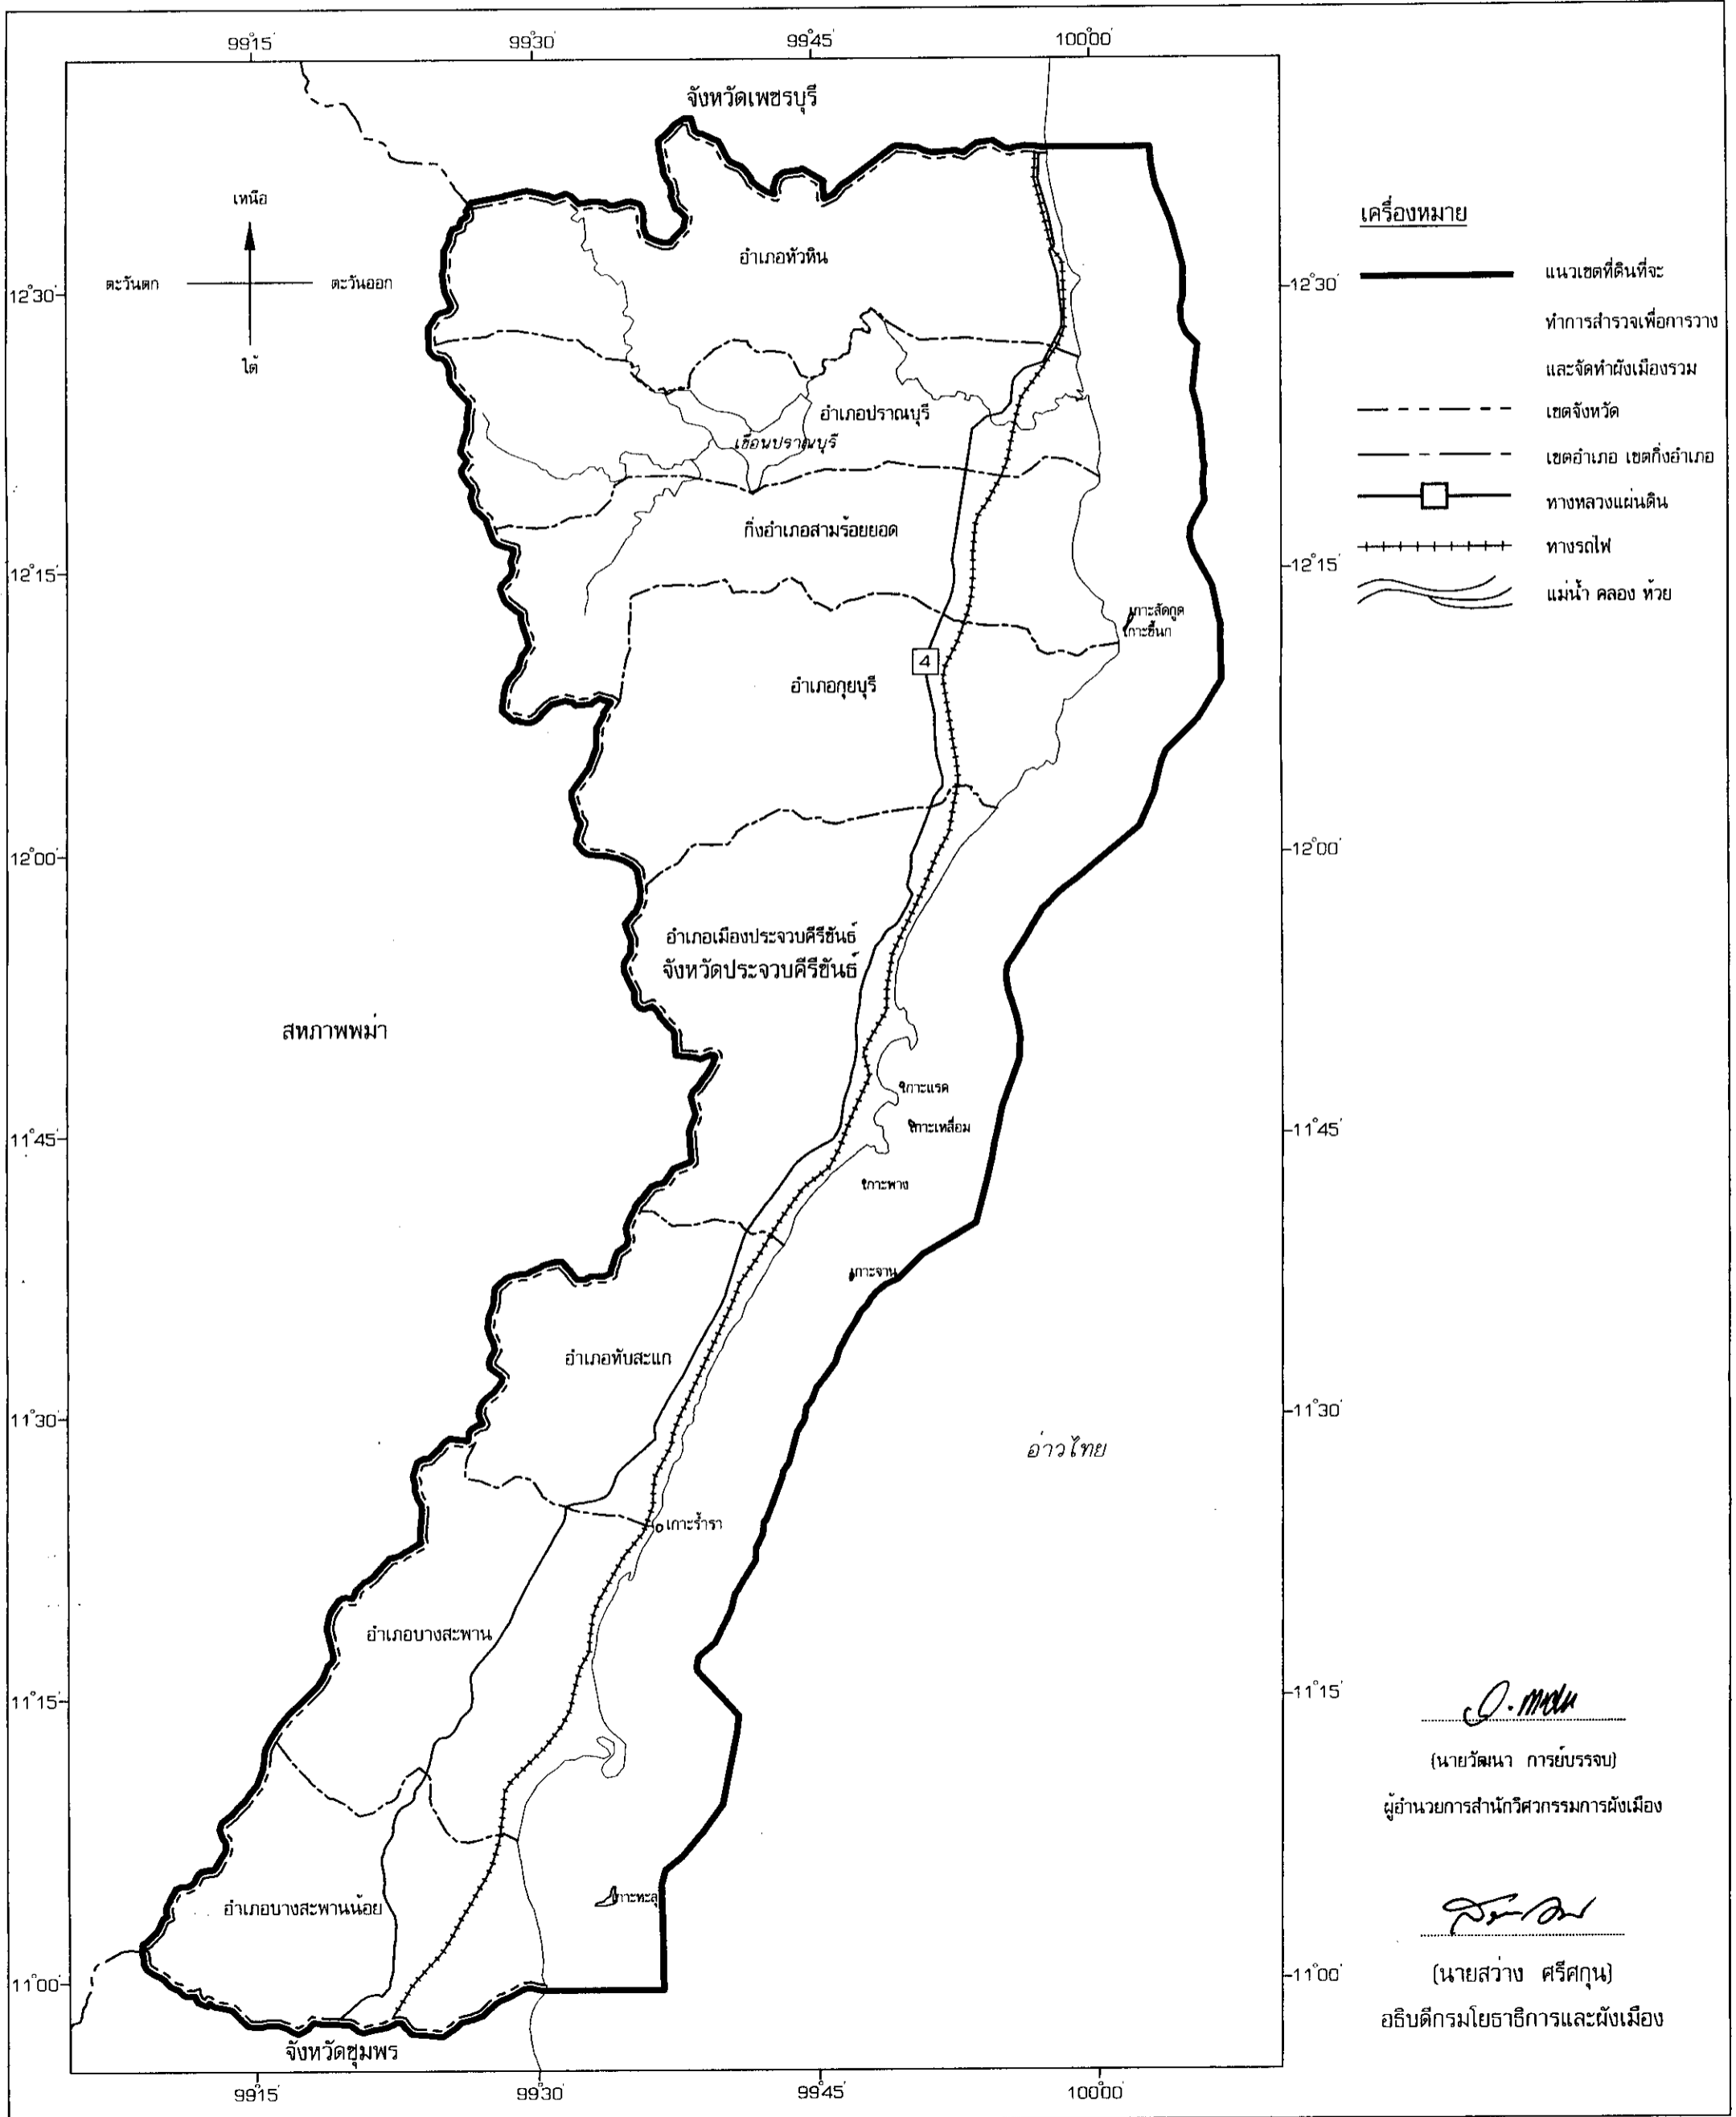 99°15' 99°30' 99°45' 100°00'
จังหวัดเพชรบุรี
เหนือ
ตะวันตก ตะวันออก
ใต้
เครื่องหมาย
แนวเขตที่ดินที่จะ
ทำการสำรวจเพื่อการวาง
และจัดทำผังเมืองรวม
เขตจังหวัด
เขตอำเภอ เขตกิ่งอำเภอ
ทางหลวงแผ่นดิน
ทางรถไฟ
แม่น้ำ คลอง ห้วย
อำเภอหัวหิน
12°30' 12°30'
อำเภอปราณบุรี
เขื่อนปราณบุรี
กิ่งอำเภอสามร้อยยอด
12°15' 12°15'
เกาะสัตกูด
เกาะขี้นก
4
อำเภอกุยบุรี
12°00' 12°00'
อำเภอเมืองประจวบคีรีขันธ์
จังหวัดประจวบคีรีขันธ์
สหภาพพม่า
เกาะแรด
เกาะเหลื่อม
11°45' 11°45'
เกาะพาง
เกาะจาน
อำเภอทับสะแก
11°30' 11°30'
อ่าวไทย
เกาะร่ำรา
อำเภอบางสะพาน
11°15' 11°15'
(นายวัฒนา การย์บรรจบ)
ผู้อำนวยการสำนักวิศวกรรมการผังเมือง
เกาะทะลุ
อำเภอบางสะพานน้อย
11°00' 11°00'
(นายสว่าง ศรีศกุน)
อธิบดีกรมโยธาธิการและผังเมือง
จังหวัดชุมพร
99°15' 99°30' 99°45' 100°00'